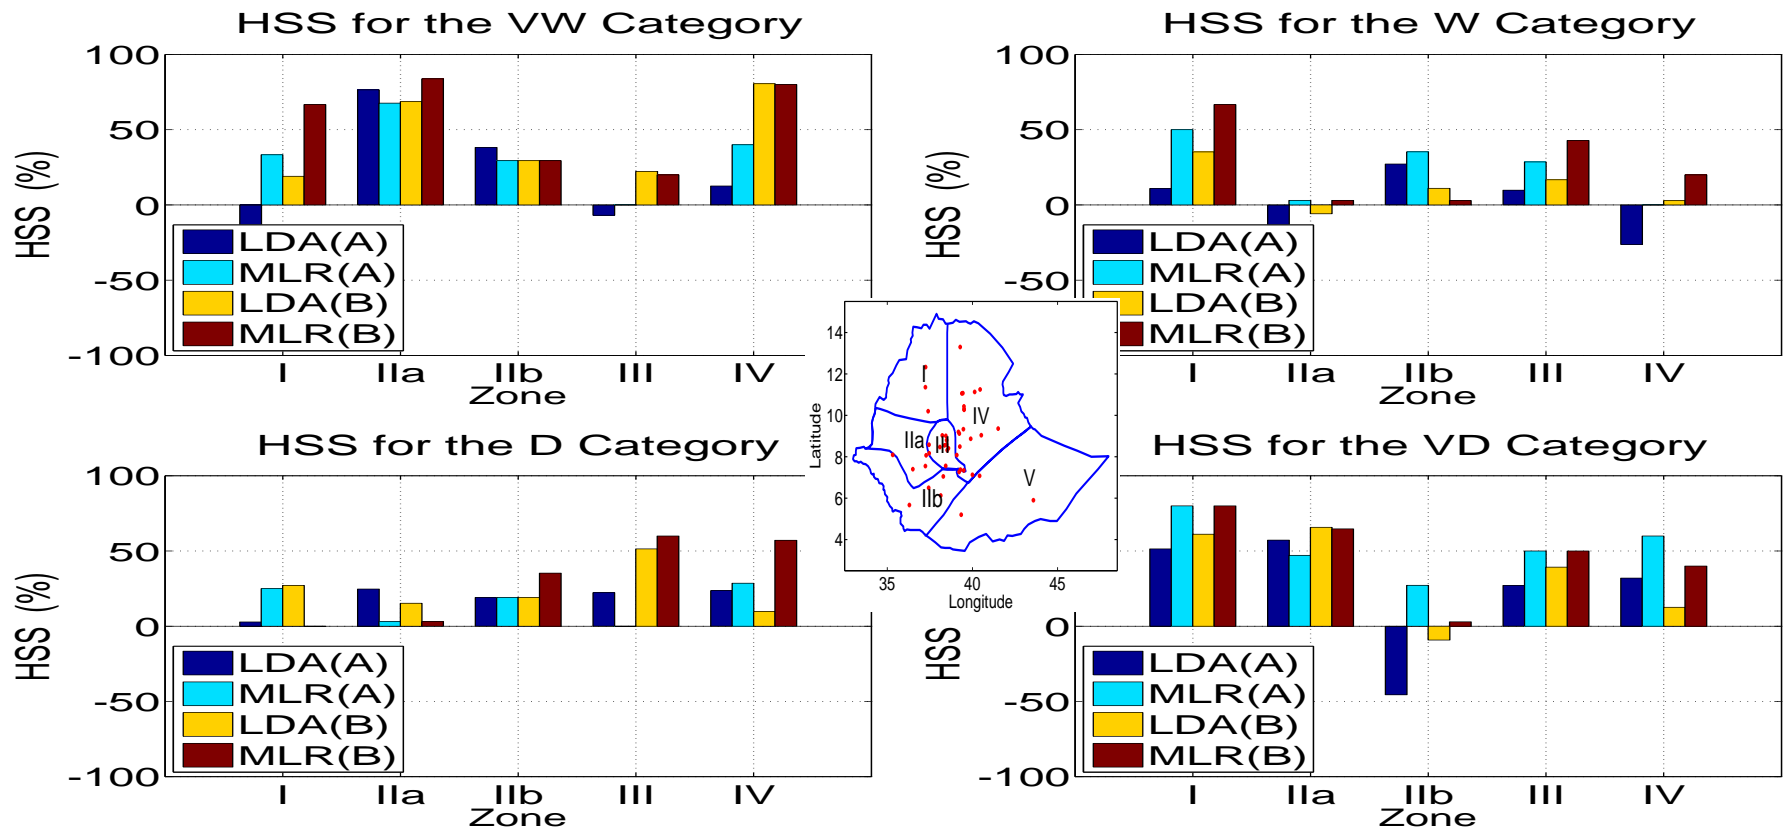 HSS for the VW Category
HSS (%)
100
50
0
-50
-100
LDA(A)
MLR(A)
LDA(B)
MLR(B)
I IIa IIb III IV
Zone
HSS for the W Category
HSS (%)
100
50
0
-50
LDA(A)
MLR(A)
LDA(B)
MLR(B)
I IIa IIb III IV
Zone
14
12
10
8
6
4
Latitude
I
IV
IIa
III
V
IIb
35 40 45
Longitude
HSS for the D Category
HSS (%)
100
50
0
-50
-100
LDA(A)
MLR(A)
LDA(B)
MLR(B)
I IIa IIb III IV
Zone
HSS for the VD Category
HSS
0
-50
-100
LDA(A)
MLR(A)
LDA(B)
MLR(B)
I IIa IIb III IV
Zone